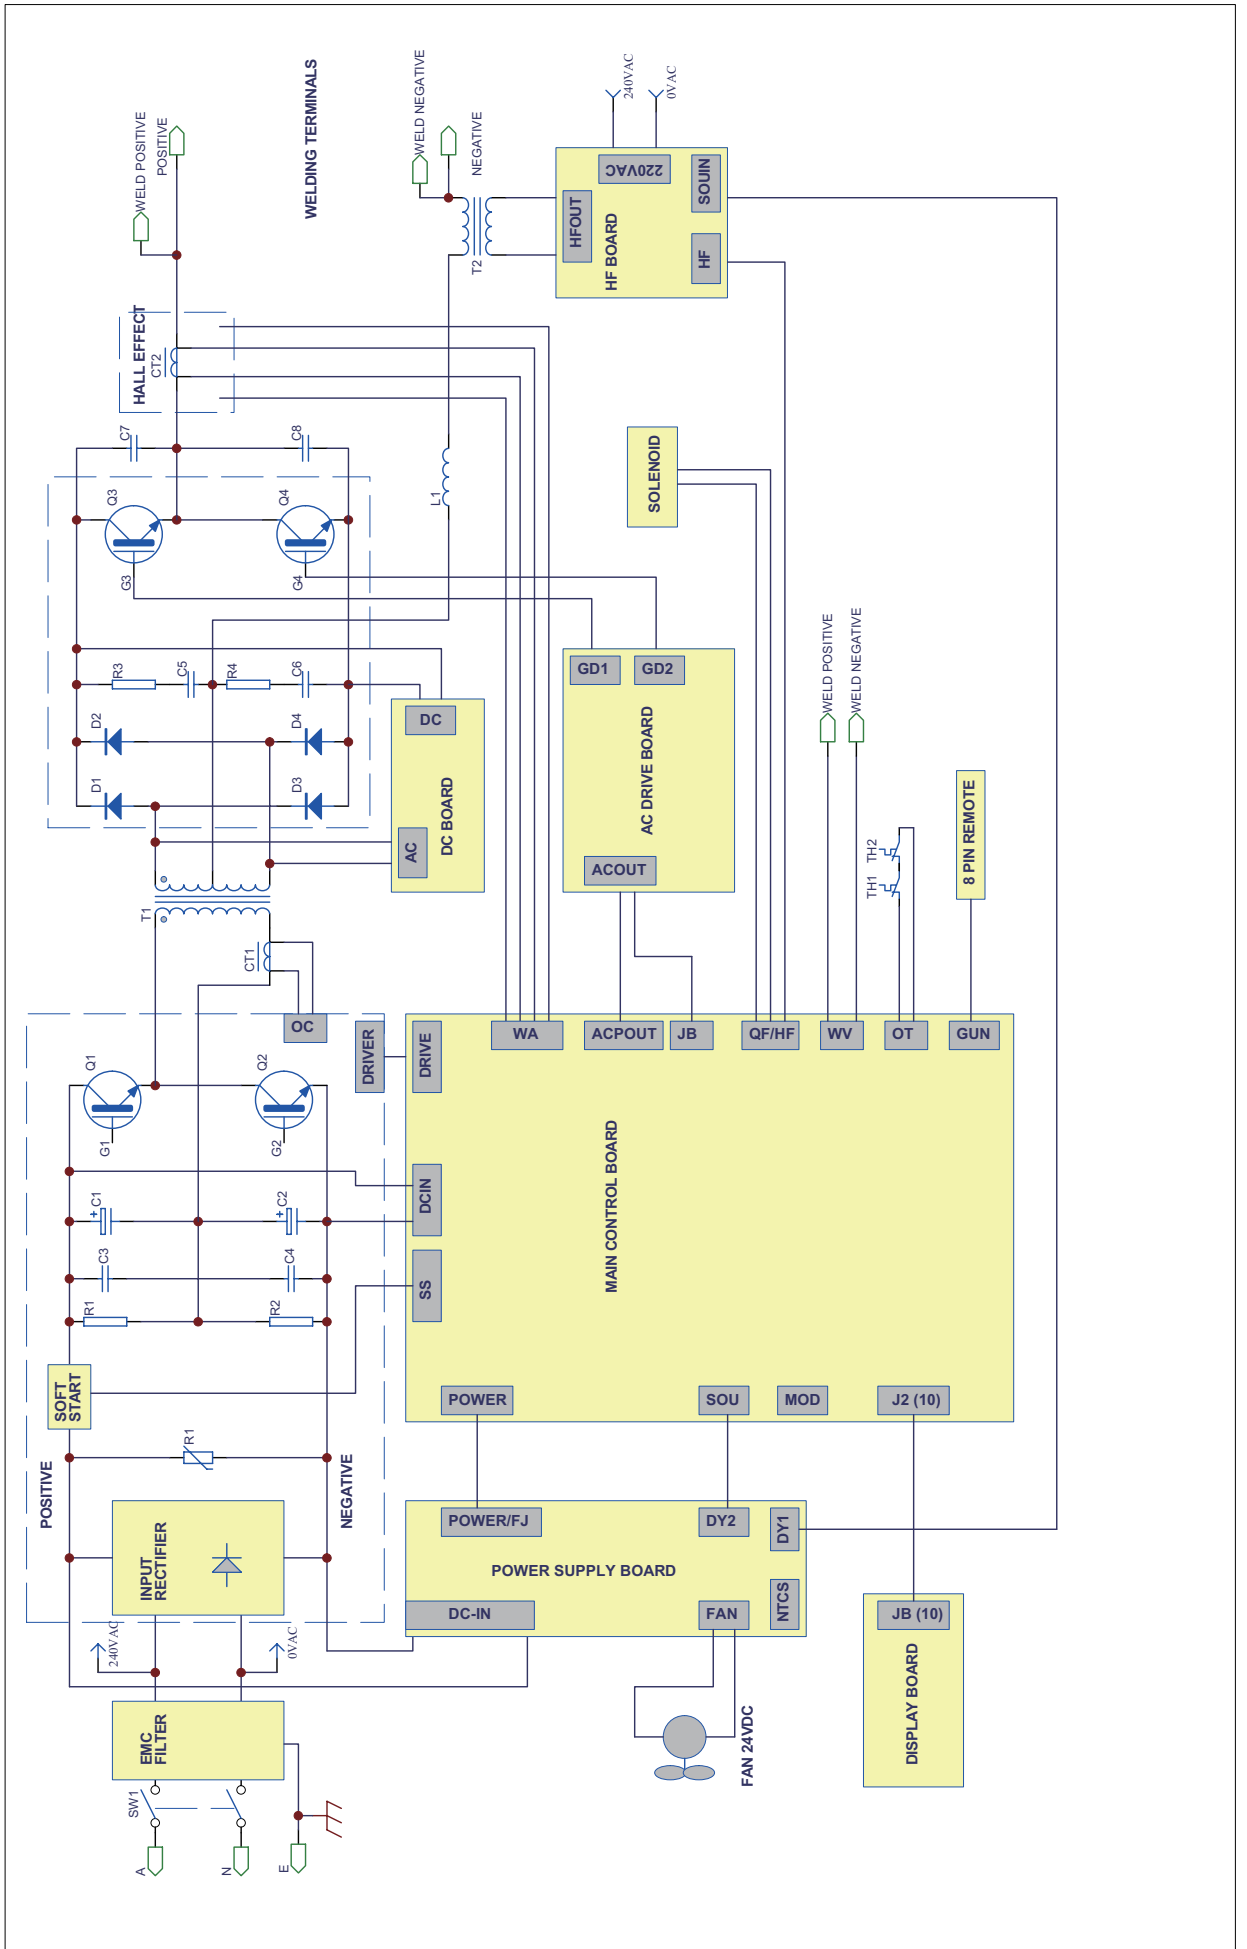 WELDING TERMINALS
WELD POSITIVE
POSITIVE
WELD NEGATIVE
NEGATIVE
240VAC
0VAC
220VAC
HFOUT
SOUIN
HF
HF BOARD
T2
HALL EFFECT
CT2
C7
C8
Q3
Q4
G3
G4
L1
SOLENOID
R3
C5
R4
C6
D2
D4
D1
D3
DC
AC
DC BOARD
GD1
GD2
ACOUT
AC DRIVE BOARD
WELD POSITIVE
WELD NEGATIVE
TH1
TH2
8 PIN REMOTE
T1
CT1
OC
DRIVER
DRIVE
WA
ACPOUT
JB
QF/HF
WV
OT
GUN
Q1
Q2
G1
G2
C1
+
C2
+
C3
C4
R1
R2
DCIN
SS
MAIN CONTROL BOARD
SOFT
START
POWER
SOU
MOD
J2 (10)
R1
POSITIVE
NEGATIVE
INPUT
RECTIFIER
POWER/FJ
DY2
DY1
POWER SUPPLY BOARD
DC-IN
FAN
NTCS
JB (10)
DISPLAY BOARD
240VAC
0VAC
EMC
FILTER
FAN 24VDC
SW1
A
N
E